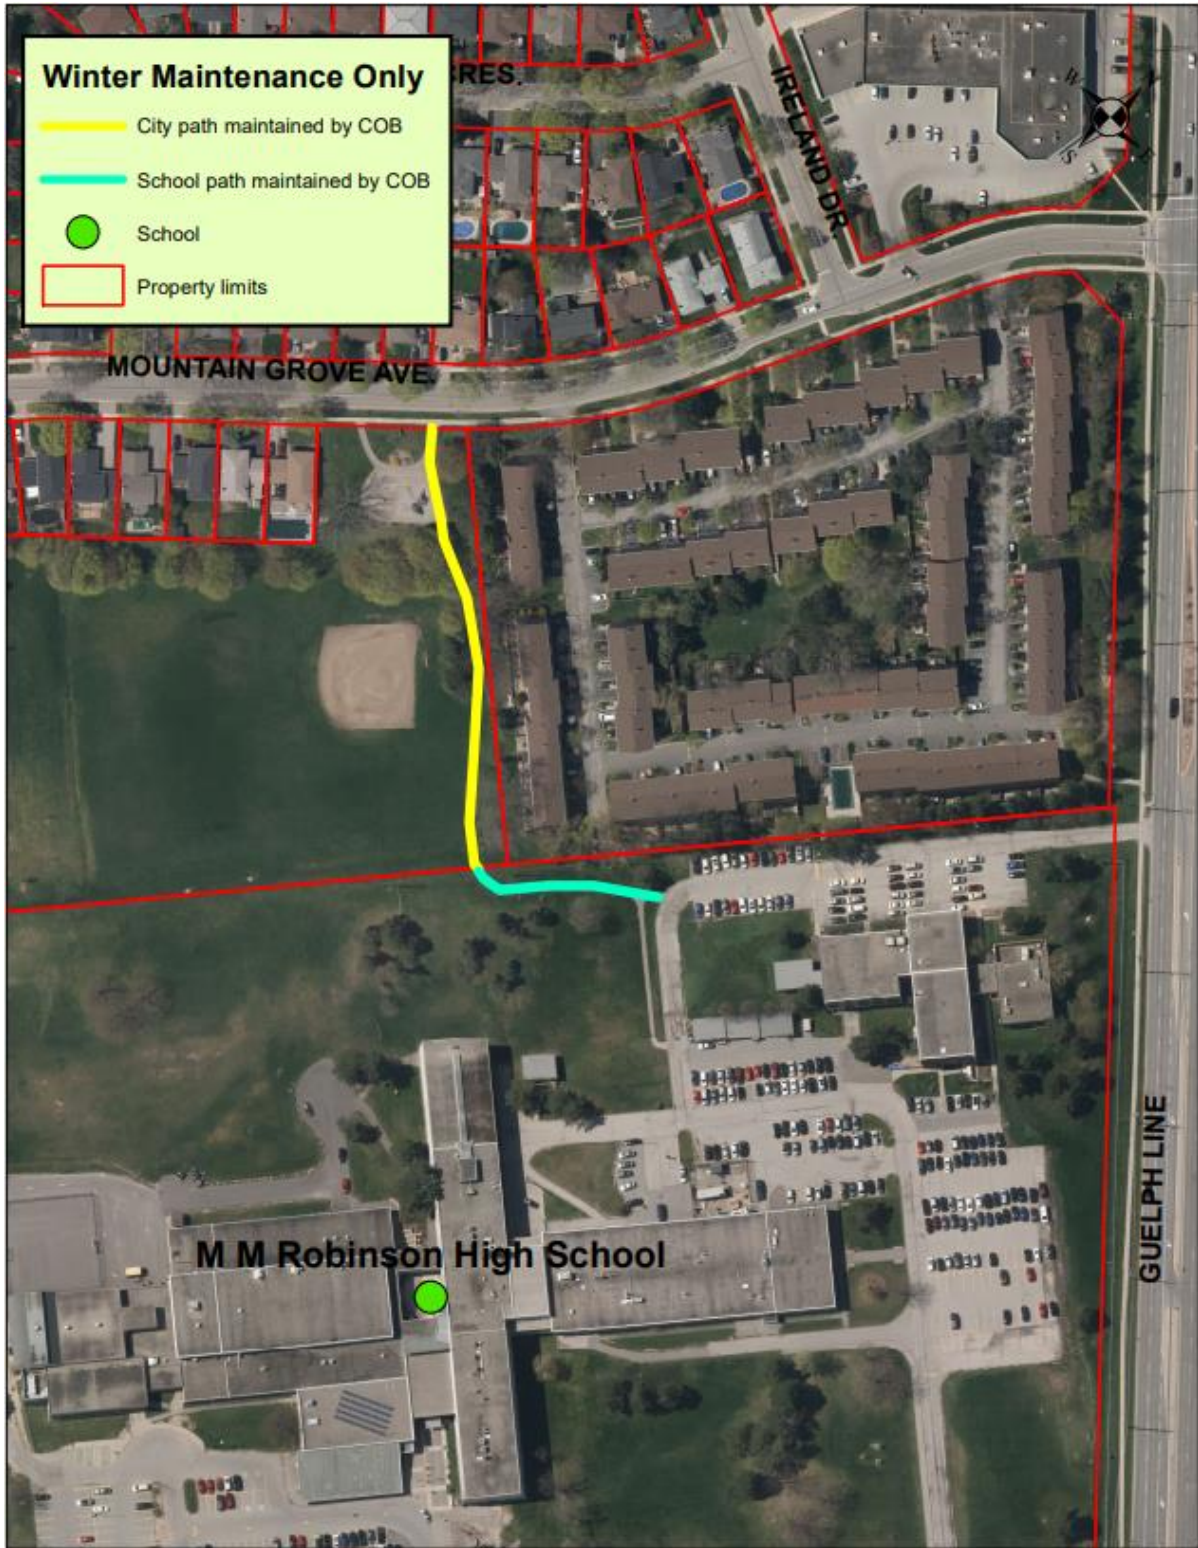 Winter Maintenance Only
City path maintained by COB
School path maintained by COB
School
Property limits
CRES.
IRELAND DR.
W
S
E
MOUNTAIN GROVE AVE.
GUELPH LINE
M M Robinson High School